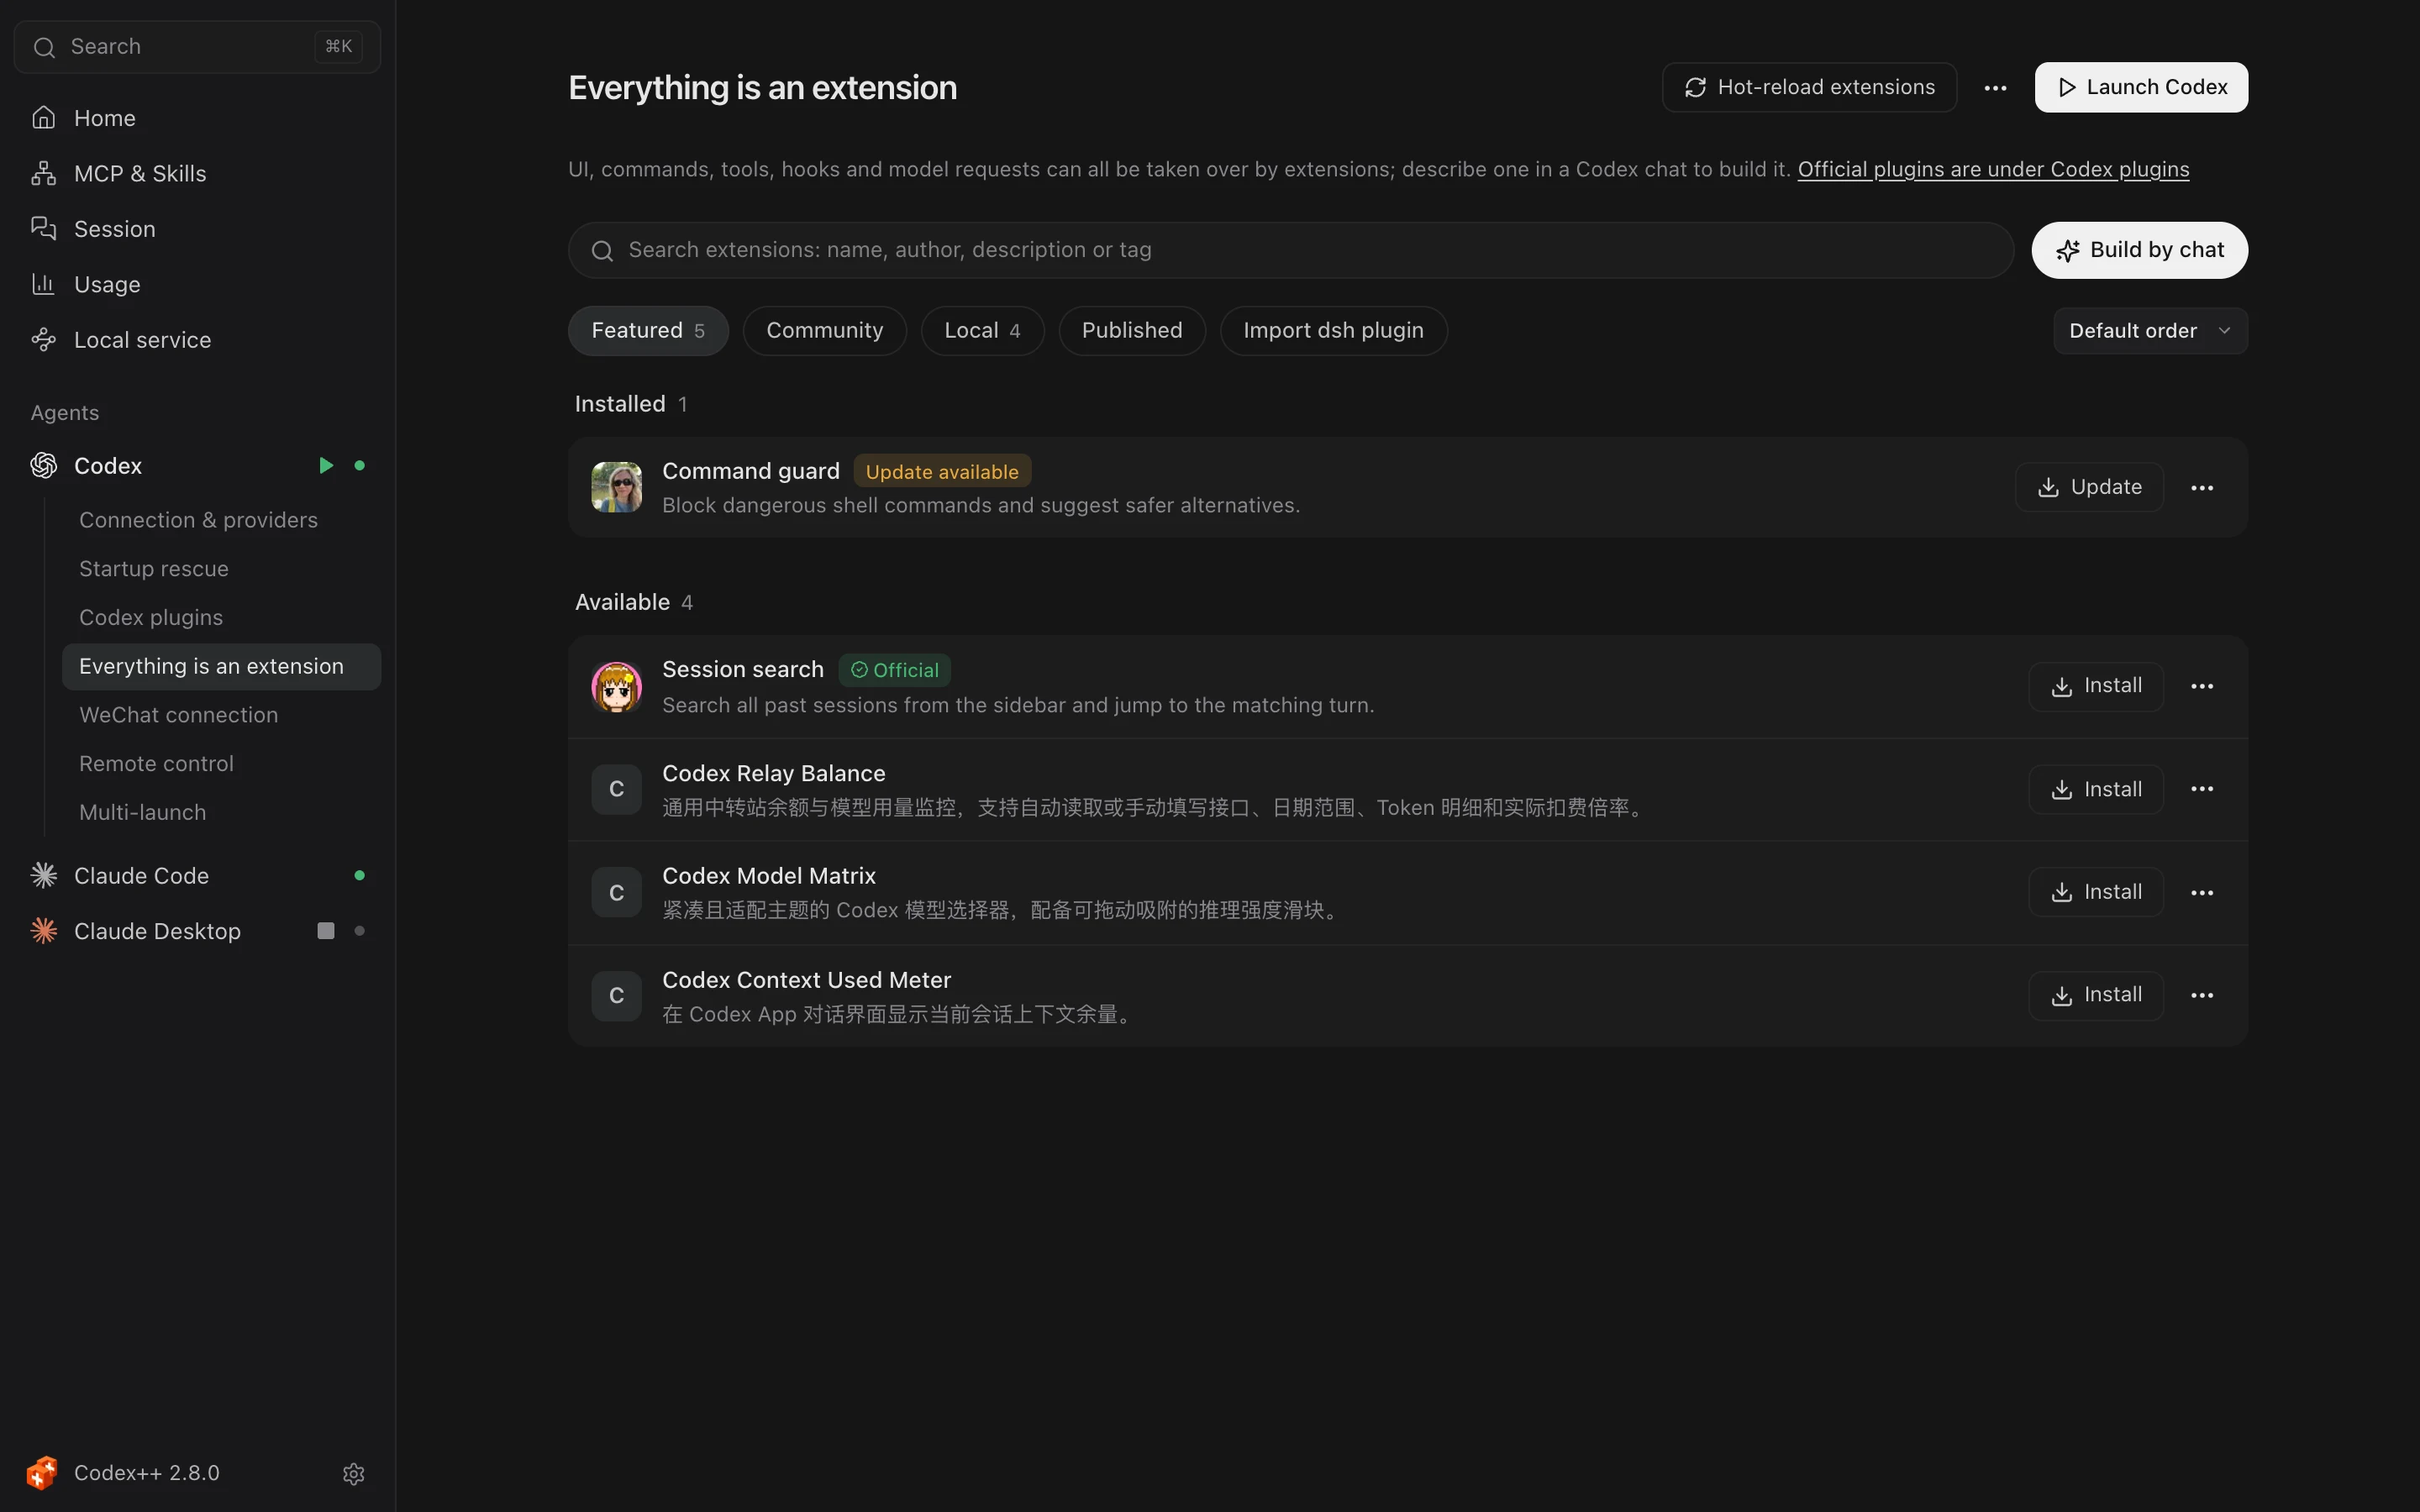 Search ⌘K
Home
MCP & Skills
Session
Usage
Local service
Agents
Codex
Connection & providers
Startup rescue
Codex plugins
Everything is an extension
WeChat connection
Remote control
Multi-launch
Claude Code
Claude Desktop
Codex++ 2.8.0
Everything is an extension
Hot-reload extensions
Launch Codex
UI, commands, tools, hooks and model requests can all be taken over by extensions; describe one in a Codex chat to build it. Official plugins are under Codex plugins
Search extensions: name, author, description or tag
Build by chat
Featured 5
Community
Local 4
Published
Import dsh plugin
Default order
Installed 1
Command guard Update available
Block dangerous shell commands and suggest safer alternatives.
Update
Available 4
Session search Official
Search all past sessions from the sidebar and jump to the matching turn.
Install
C
Codex Relay Balance
通用中转站余额与模型用量监控，支持自动读取或手动填写接口、日期范围、Token 明细和实际扣费倍率。
Install
C
Codex Model Matrix
紧凑且适配主题的 Codex 模型选择器，配备可拖动吸附的推理强度滑块。
Install
C
Codex Context Used Meter
在 Codex App 对话界面显示当前会话上下文余量。
Install